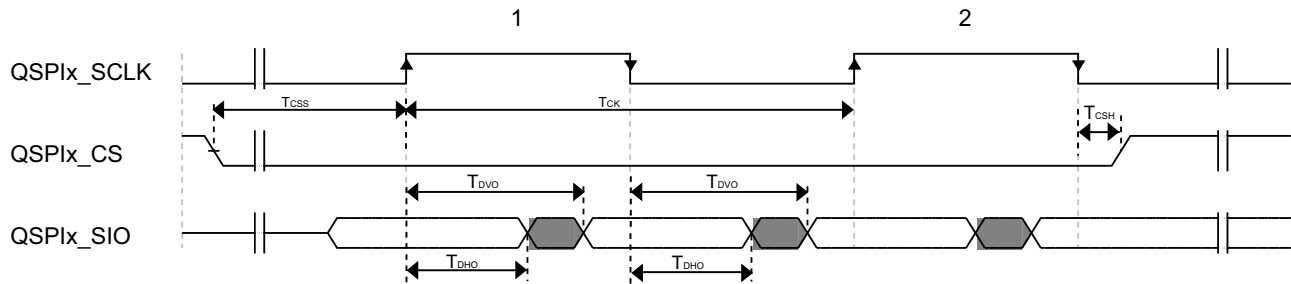 1 2
QSPIx_SCLK
TCSS TCK
TCSH
QSPIx_CS
TDVO TDVO
QSPIx_SIO
TDHO TDHO